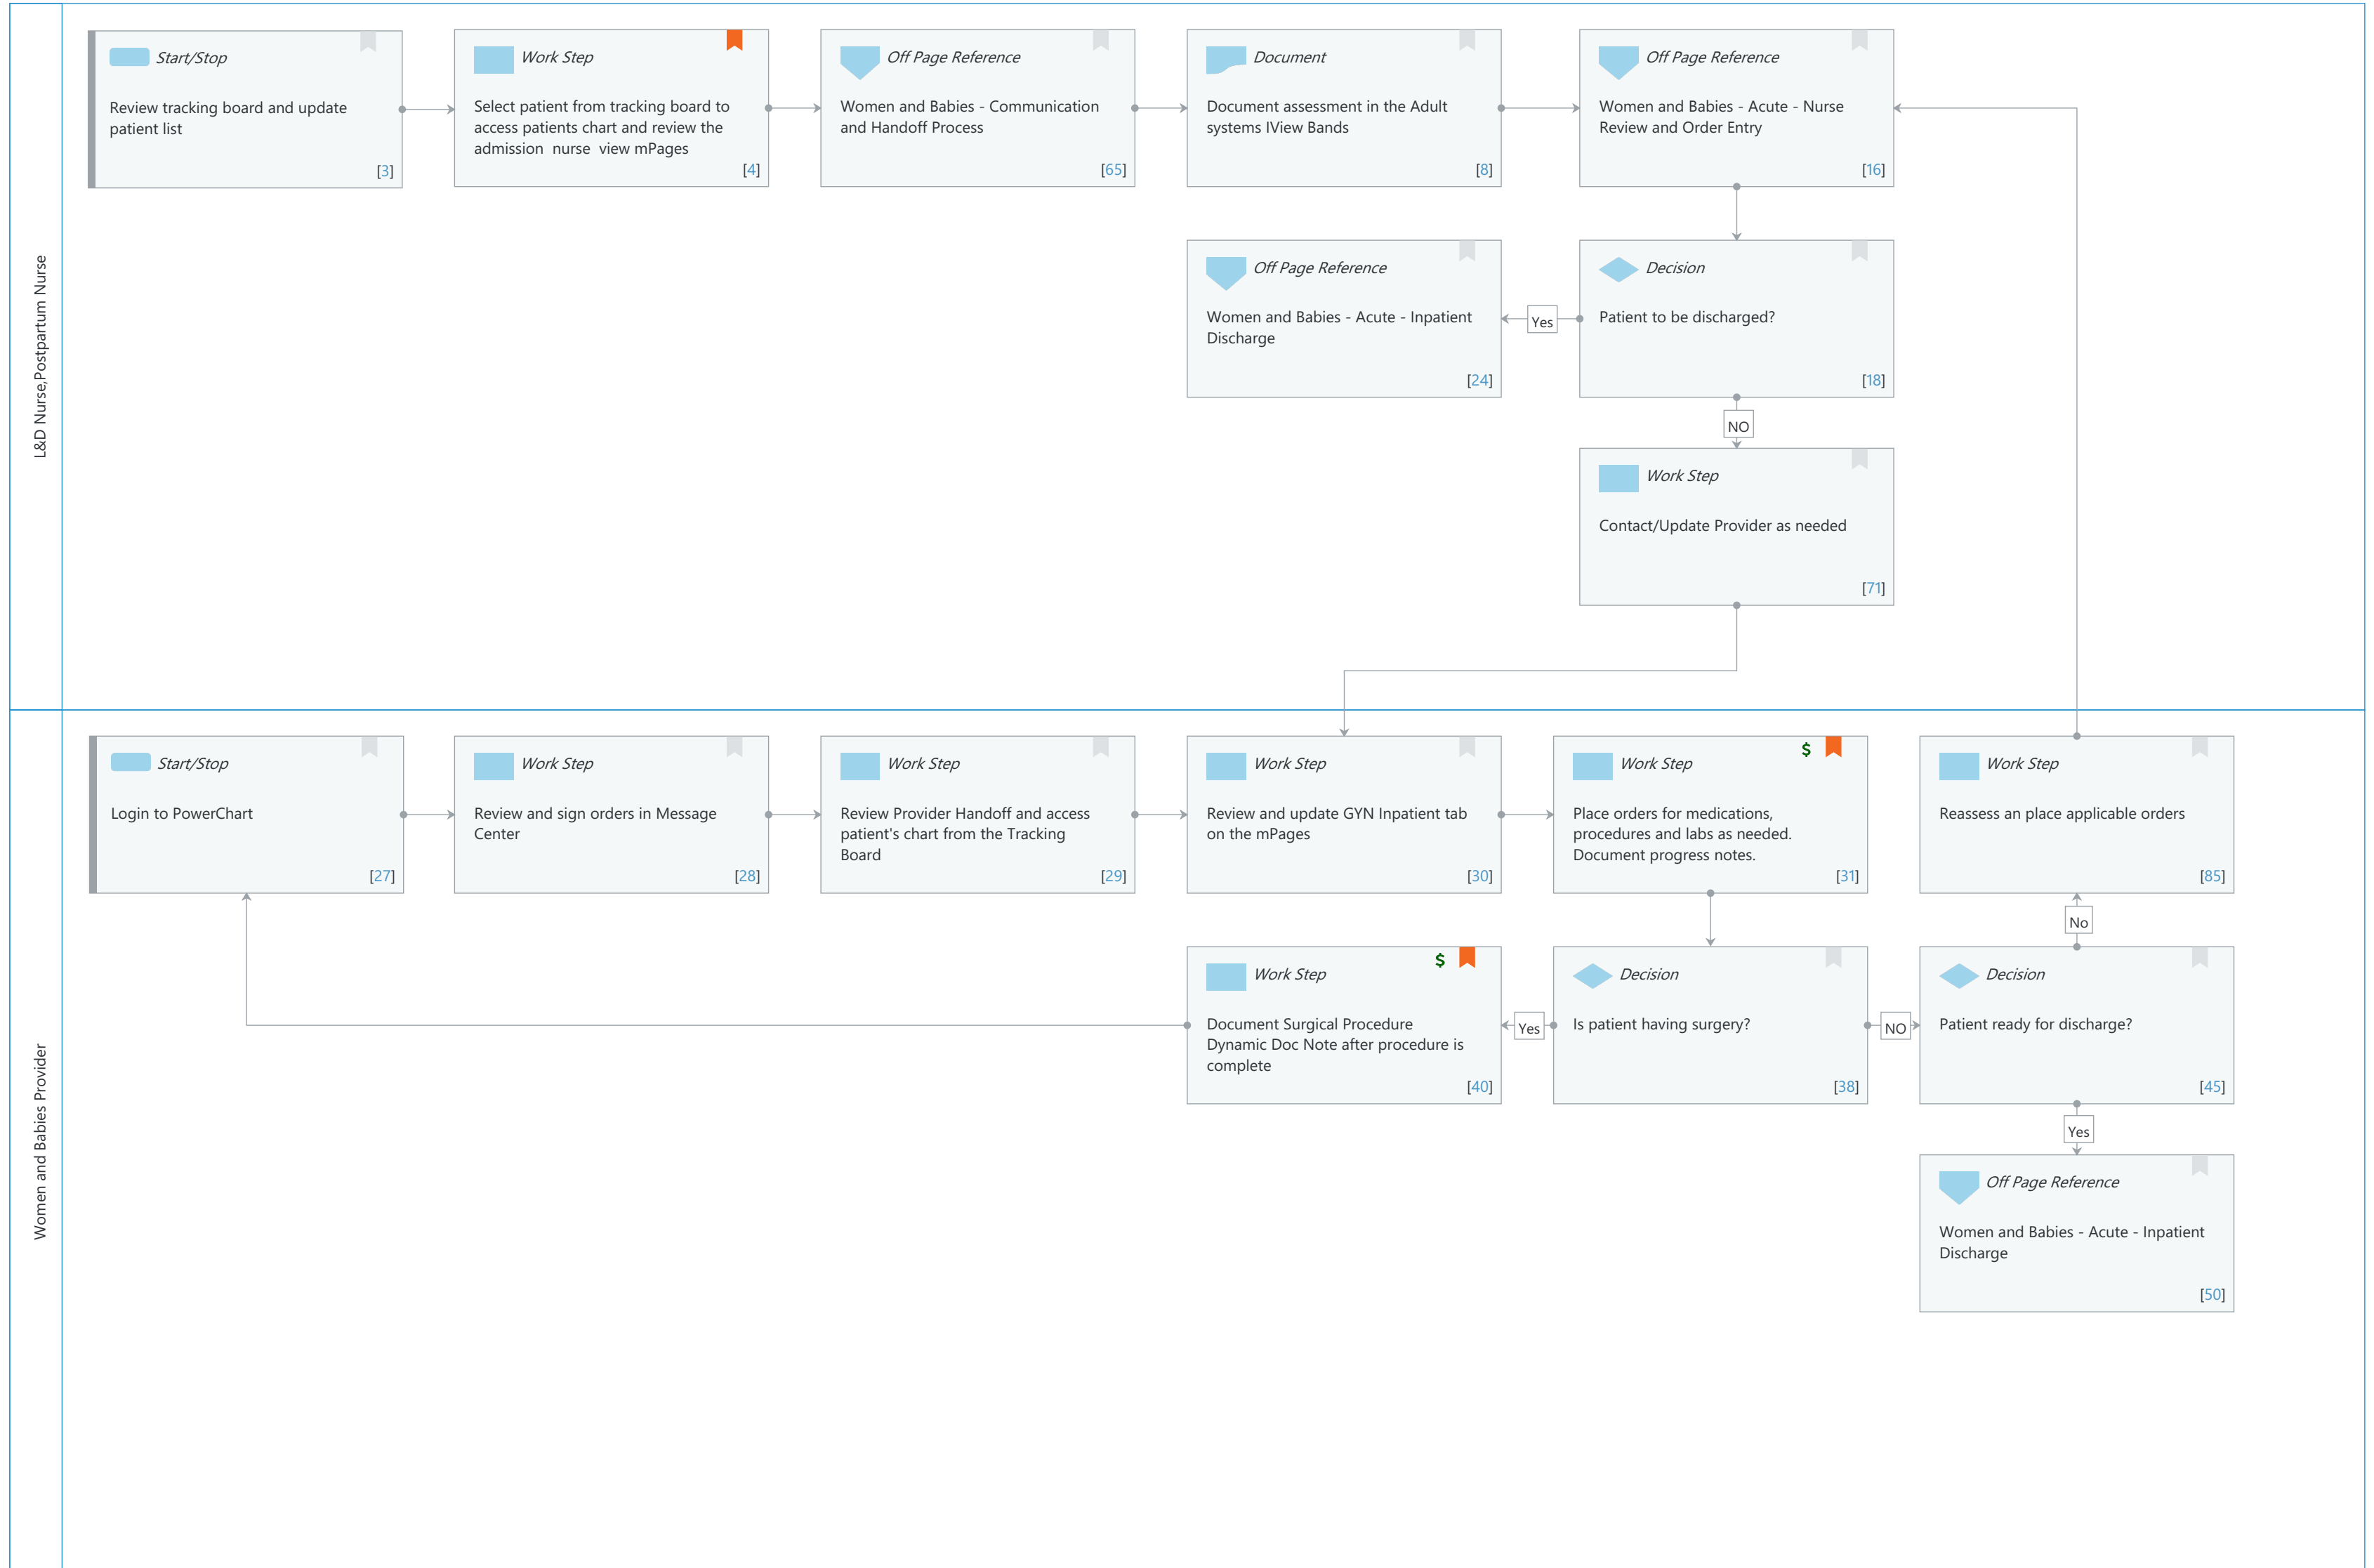 L&D Nurse,Postpartum Nurse
Start/Stop
Review tracking board and update
patient list
[3]
Work Step
Select patient from tracking board to
access patients chart and review the
admission  nurse  view mPages
[4]
Off Page Reference
Women and Babies - Communication
and Handoff Process
[65]
Document
Document assessment in the Adult
systems IView Bands
[8]
Off Page Reference
Women and Babies - Acute - Nurse
Review and Order Entry
[16]
Off Page Reference
Women and Babies - Acute - Inpatient
Discharge
[24]
Yes
Decision
Patient to be discharged?
[18]
NO
Work Step
Contact/Update Provider as needed
[71]
Women and Babies Provider
Start/Stop
Login to PowerChart
[27]
Work Step
Review and sign orders in Message
Center
[28]
Work Step
Review Provider Handoff and access
patient's chart from the Tracking
Board
[29]
Work Step
Review and update GYN Inpatient tab
on the mPages
[30]
$
Work Step
Place orders for medications,
procedures and labs as needed.
Document progress notes.
[31]
Work Step
Reassess an place applicable orders
[85]
No
$
Work Step
Document Surgical Procedure
Dynamic Doc Note after procedure is
complete
[40]
Yes
Decision
Is patient having surgery?
[38]
NO
Decision
Patient ready for discharge?
[45]
Yes
Off Page Reference
Women and Babies - Acute - Inpatient
Discharge
[50]